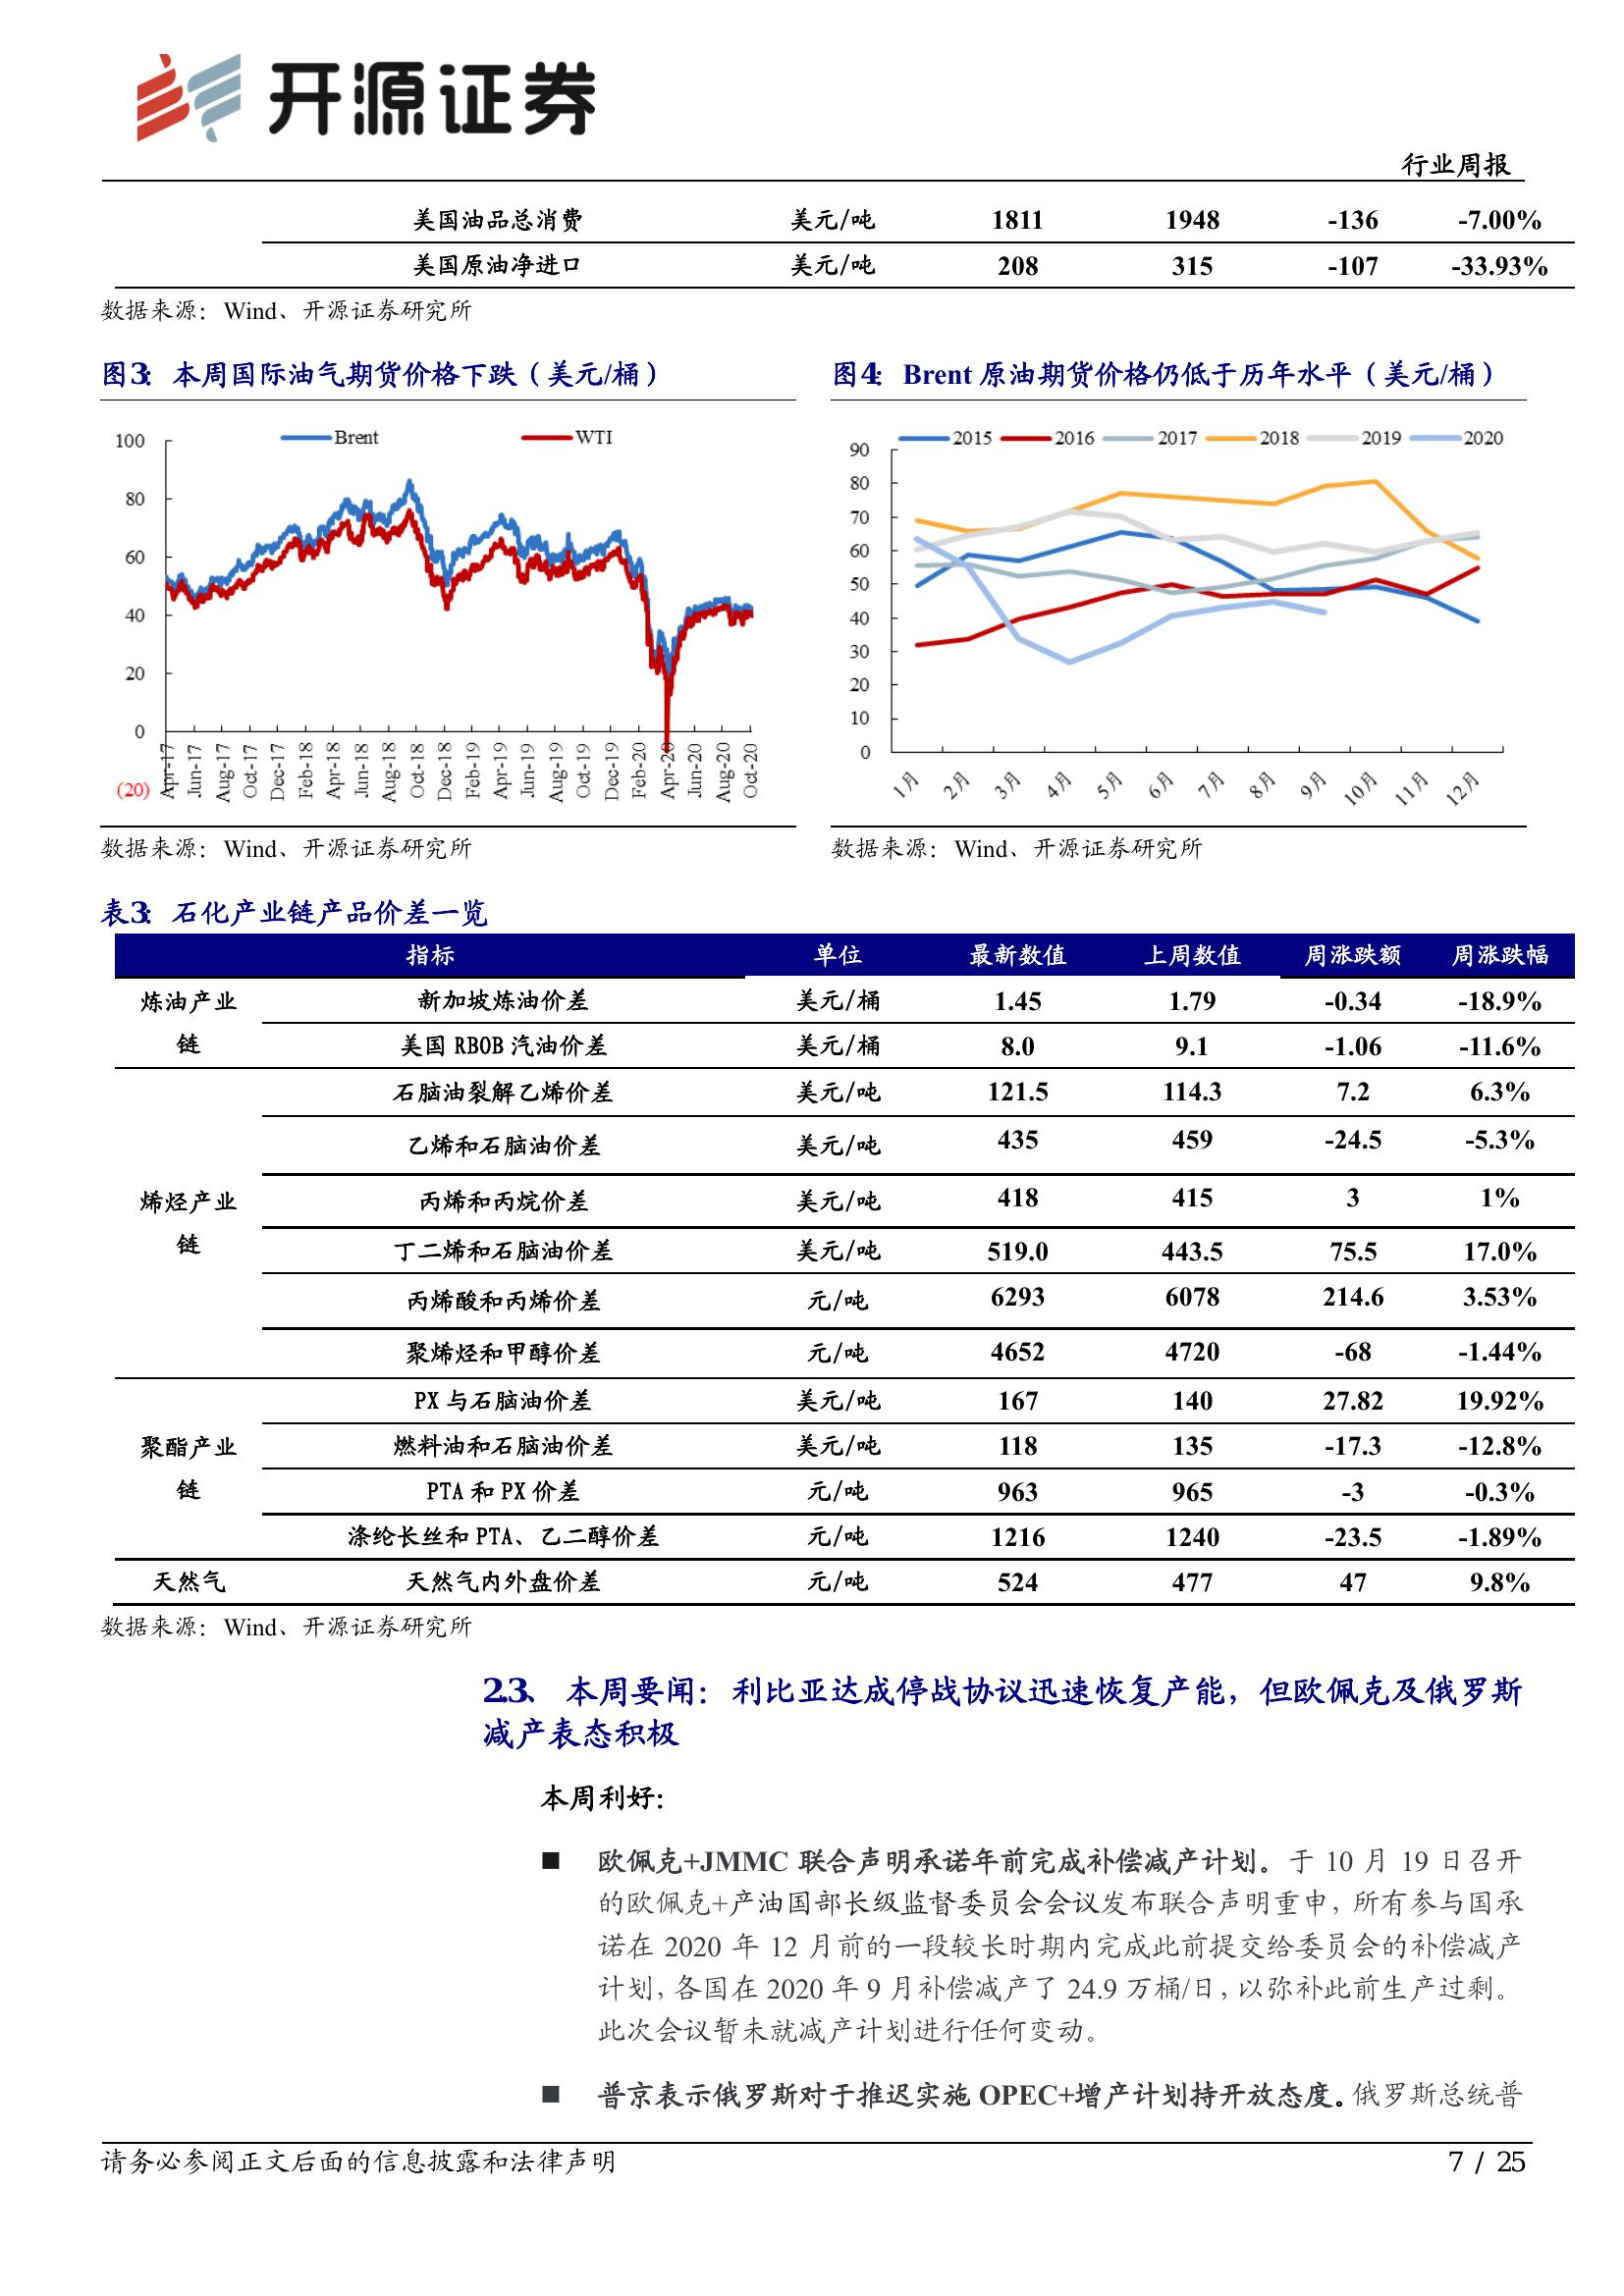 开源证券
行业周报
美国油品总消费 美元/吨 1811 1948 -136 -7.00%
美国原油净进口 美元/吨 208 315 -107 -33.93%
数据来源：Wind、开源证券研究所
图3：本周国际油气期货价格下跌（美元/桶）
Brent WTI
100
80
60
40
20
0
(20)
Apr-17 Jun-17 Aug-17 Oct-17 Dec-17 Feb-18 Apr-18 Jun-18 Aug-18 Oct-18 Dec-18 Feb-19 Apr-19 Jun-19 Aug-19 Oct-19 Dec-19 Feb-20 Apr-20 Jun-20 Aug-20 Oct-20
数据来源：Wind、开源证券研究所
图4：Brent 原油期货价格仍低于历年水平（美元/桶）
2015 2016 2017 2018 2019 2020
90
80
70
60
50
40
30
20
10
0
1月 2月 3月 4月 5月 6月 7月 8月 9月 10月 11月 12月
数据来源：Wind、开源证券研究所
表3：石化产业链产品价差一览
指标 单位 最新数值 上周数值 周涨跌额 周涨跌幅
炼油产业链
新加坡炼油价差 美元/桶 1.45 1.79 -0.34 -18.9%
美国 RBOB 汽油价差 美元/桶 8.0 9.1 -1.06 -11.6%
烯烃产业链
石脑油裂解乙烯价差 美元/吨 121.5 114.3 7.2 6.3%
乙烯和石脑油价差 美元/吨 435 459 -24.5 -5.3%
丙烯和丙烷价差 美元/吨 418 415 3 1%
丁二烯和石脑油价差 美元/吨 519.0 443.5 75.5 17.0%
丙烯酸和丙烯价差 元/吨 6293 6078 214.6 3.53%
聚烯烃和甲醇价差 元/吨 4652 4720 -68 -1.44%
聚酯产业链
PX 与石脑油价差 美元/吨 167 140 27.82 19.92%
燃料油和石脑油价差 美元/吨 118 135 -17.3 -12.8%
PTA 和 PX 价差 元/吨 963 965 -3 -0.3%
涤纶长丝和 PTA、乙二醇价差 元/吨 1216 1240 -23.5 -1.89%
天然气 天然气内外盘价差 元/吨 524 477 47 9.8%
数据来源：Wind、开源证券研究所
2.3、 本周要闻：利比亚达成停战协议迅速恢复产能，但欧佩克及俄罗斯
减产表态积极
本周利好：
■ 欧佩克+JMMC 联合声明承诺年前完成补偿减产计划。于 10 月 19 日召开
的欧佩克+产油国部长级监督委员会会议发布联合声明重申，所有参与国承
诺在 2020 年 12 月前的一段较长时期内完成此前提交给委员会的补偿减产
计划，各国在 2020 年 9 月补偿减产了 24.9 万桶/日，以弥补此前生产过剩。
此次会议暂未就减产计划进行任何变动。
■ 普京表示俄罗斯对于推迟实施 OPEC+增产计划持开放态度。俄罗斯总统普
请务必参阅正文后面的信息披露和法律声明
7 / 25